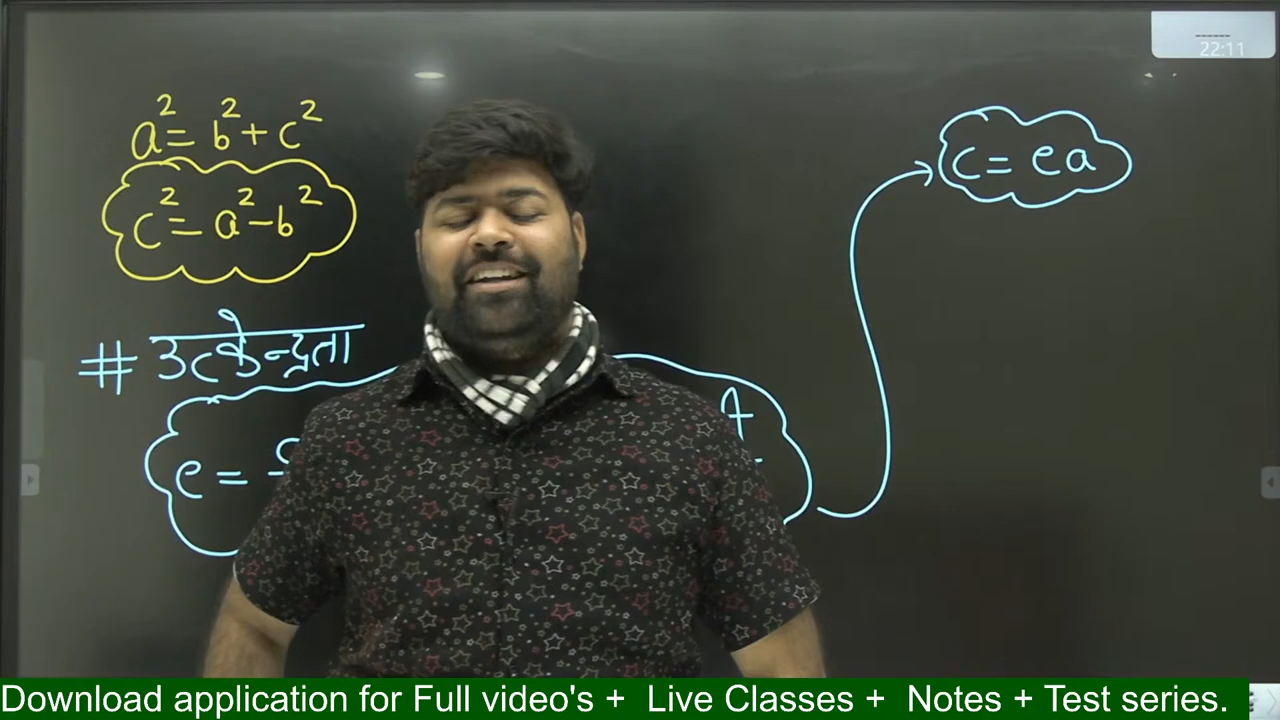 22:11
a² = b² + c²
c² = a² - b²
c = ea
# उत्केन्द्रता
e =
Download application for Full video's + Live Classes + Notes + Test series.